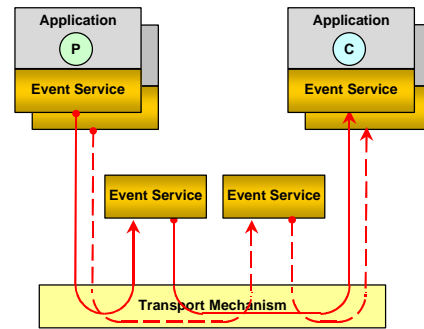 Application
P
Event Service
Application
C
Event Service
Event Service
Event Service
Transport Mechanism